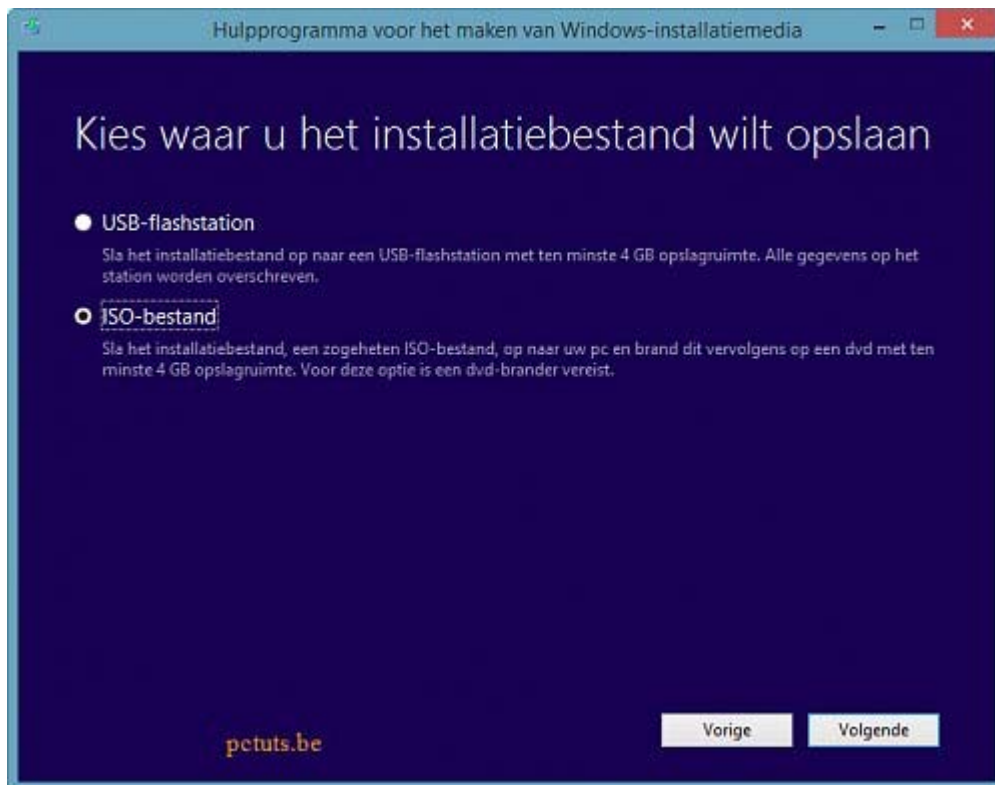 Hulpprogramma voor het maken van Windows-installatiemedia
Kies waar u het installatiebestand wilt opslaan
USB-flashstation
Sla het installatiebestand op naar een USB-flashstation met ten minste 4 GB opslagruimte. Alle gegevens op het
station worden overschreven.
ISO-bestand
Sla het installatiebestand, een zogeheten ISO-bestand, op naar uw pc en brand dit vervolgens op een dvd met ten
minste 4 GB opslagruimte. Voor deze optie is een dvd-brander vereist.
pctuts.be
Vorige
Volgende